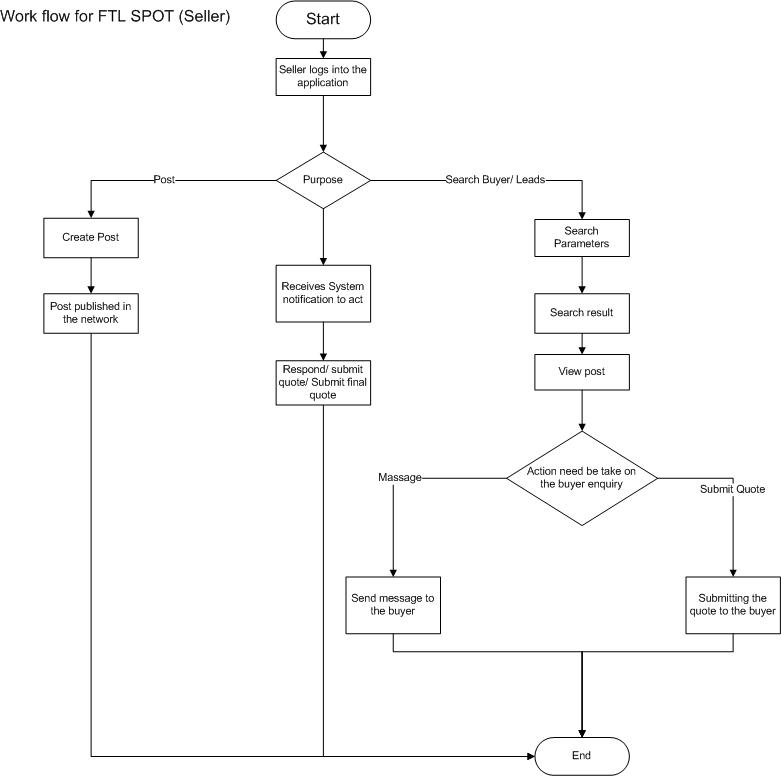 Work flow for FTL SPOT (Seller)
Start
Seller logs into the
application
Purpose
Post
Search Buyer/ Leads
Create Post
Post published in
the network
Receives System
notification to act
Respond/ submit
quote/ Submit final
quote
Search
Parameters
Search result
View post
Action need be take on
the buyer enquiry
Massage
Submit Quote
Send message to
the buyer
Submitting the
quote to the buyer
End